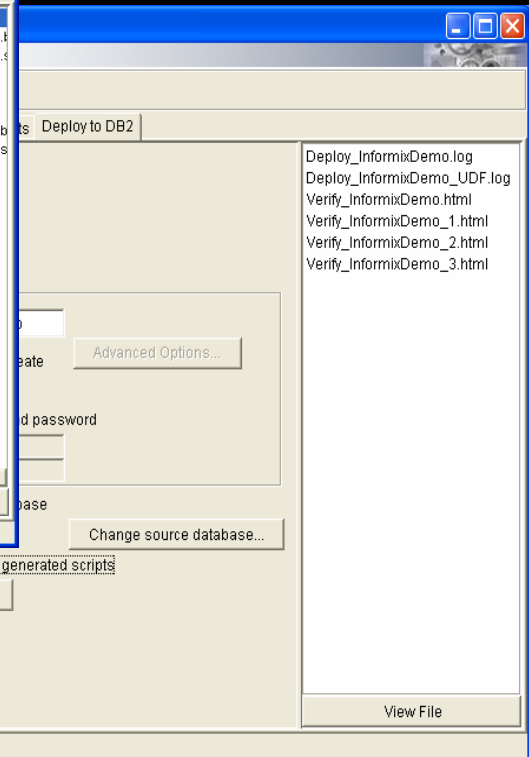 ts Deploy to DB2
Deploy_InformixDemo.log
Deploy_InformixDemo_UDF.log
Verify_InformixDemo.html
Verify_InformixDemo_1.html
Verify_InformixDemo_2.html
Verify_InformixDemo_3.html
eate
Advanced Options...
password
base
Change source database...
generated scripts
View File